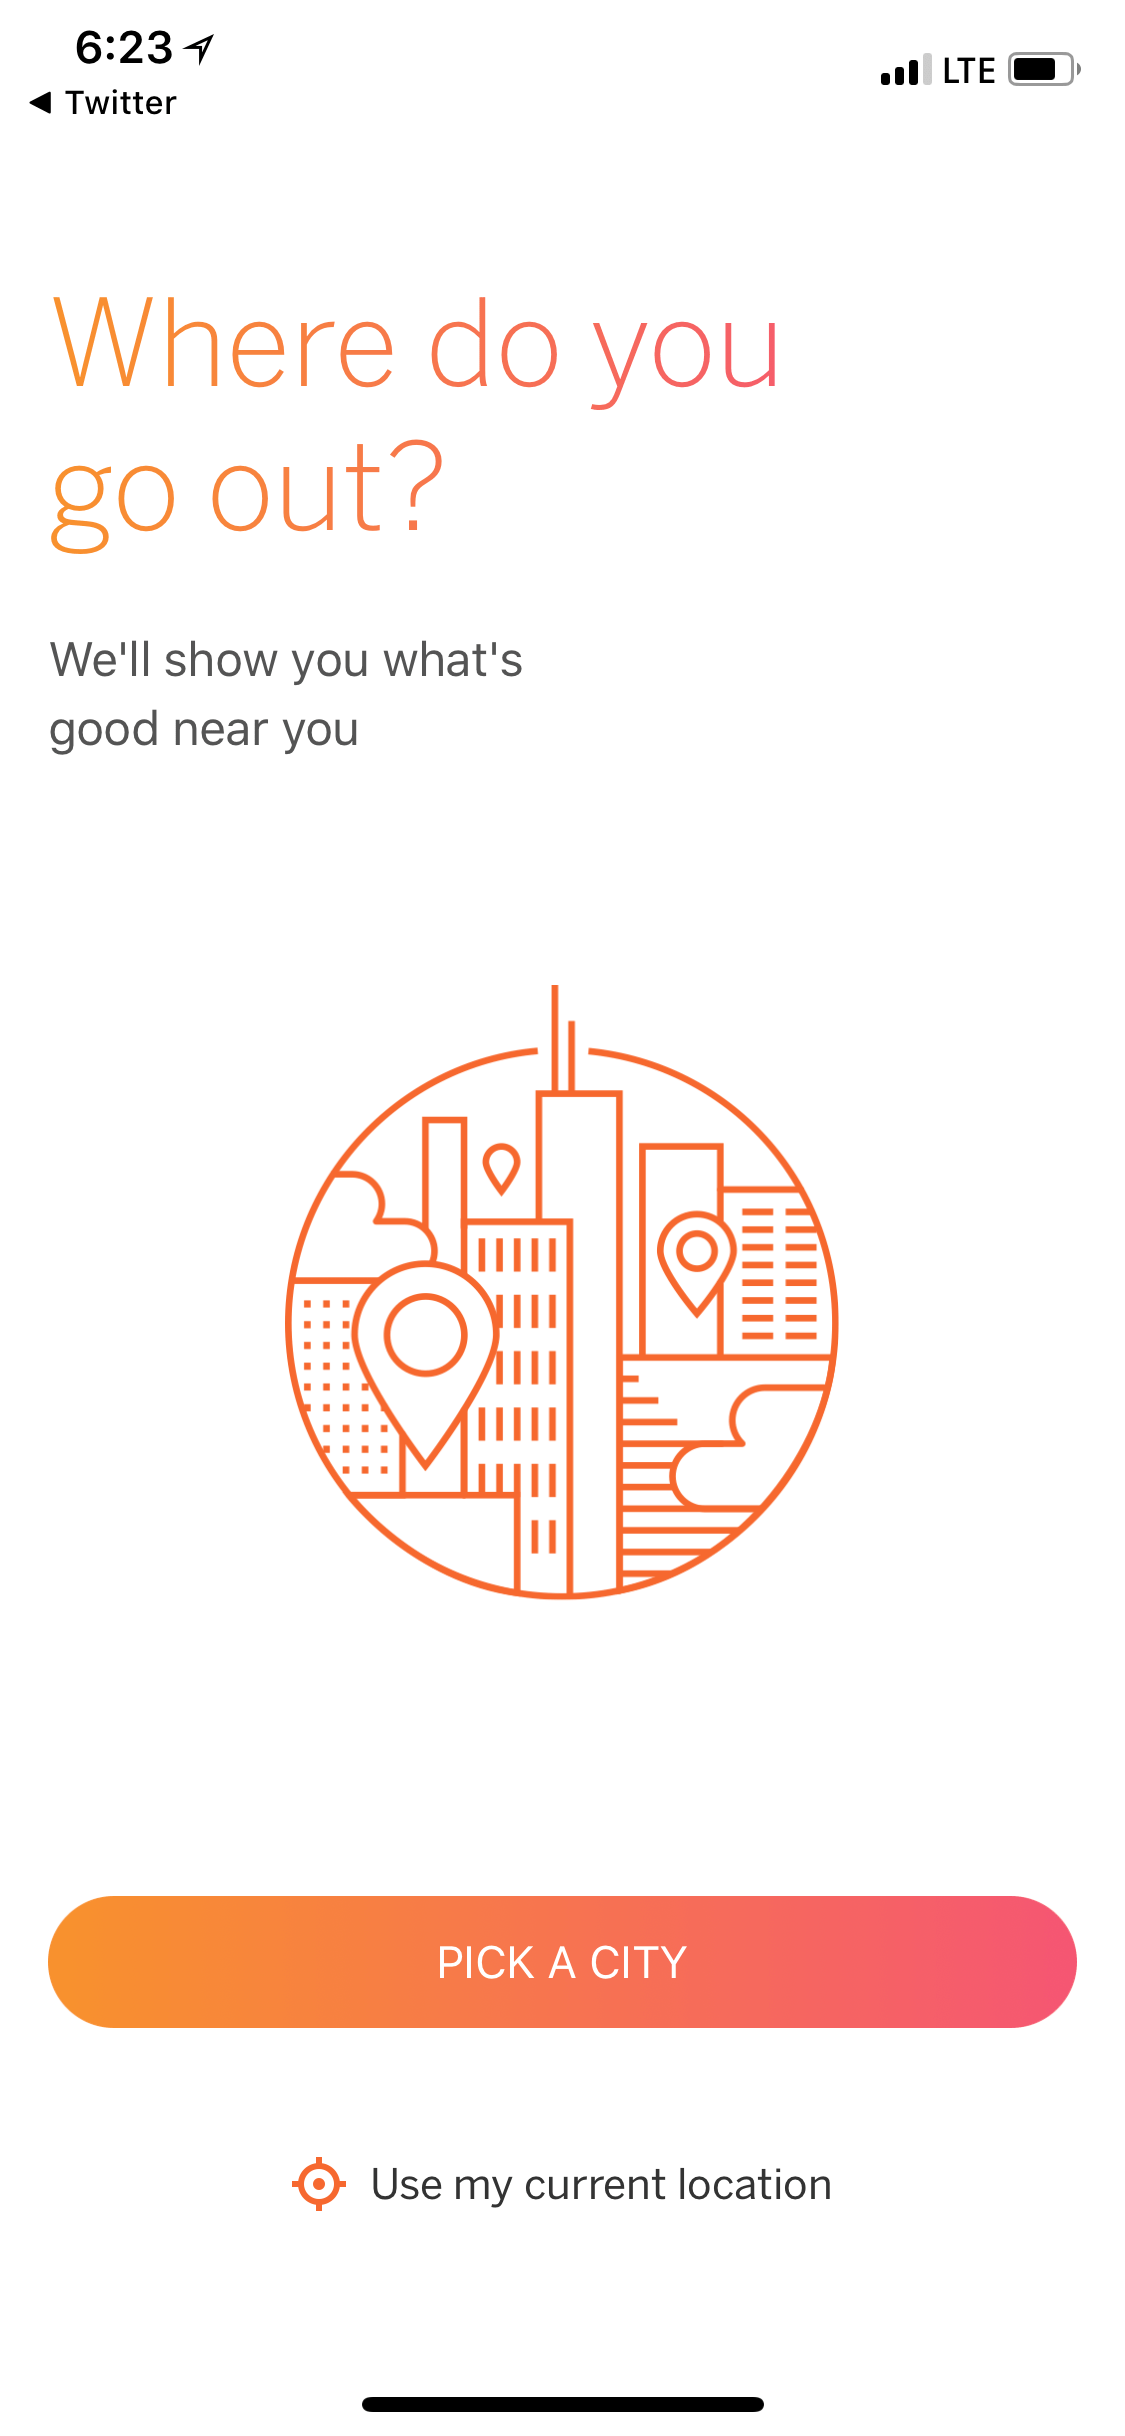 6:23
LTE
Twitter
Where do you
go out?
We'll show you what's
good near you
PICK A CITY
Use my current location